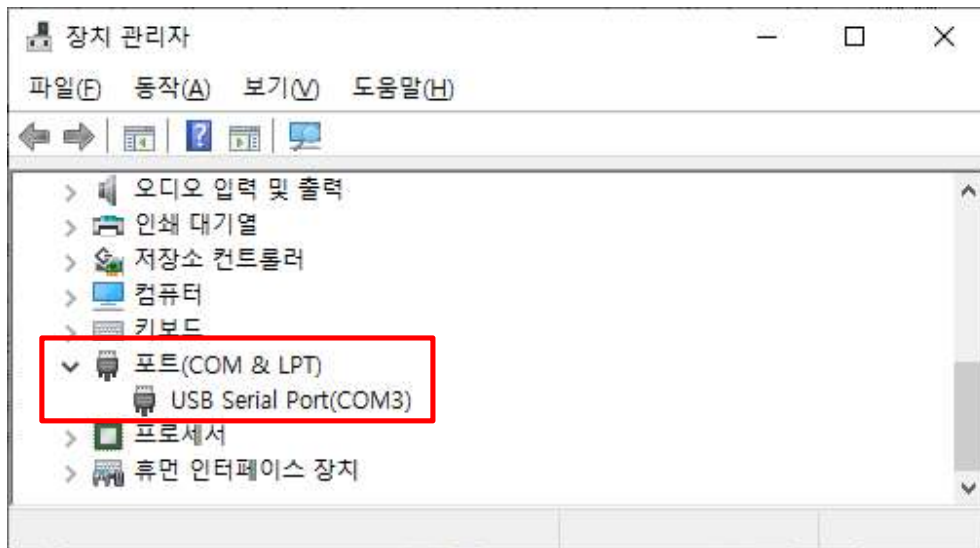 장치 관리자
파일(F) 동작(A) 보기(V) 도움말(H)
오디오 입력 및 출력
인쇄 대기열
저장소 컨트롤러
컴퓨터
키보드
포트(COM & LPT)
USB Serial Port(COM3)
프로세서
휴먼 인터페이스 장치